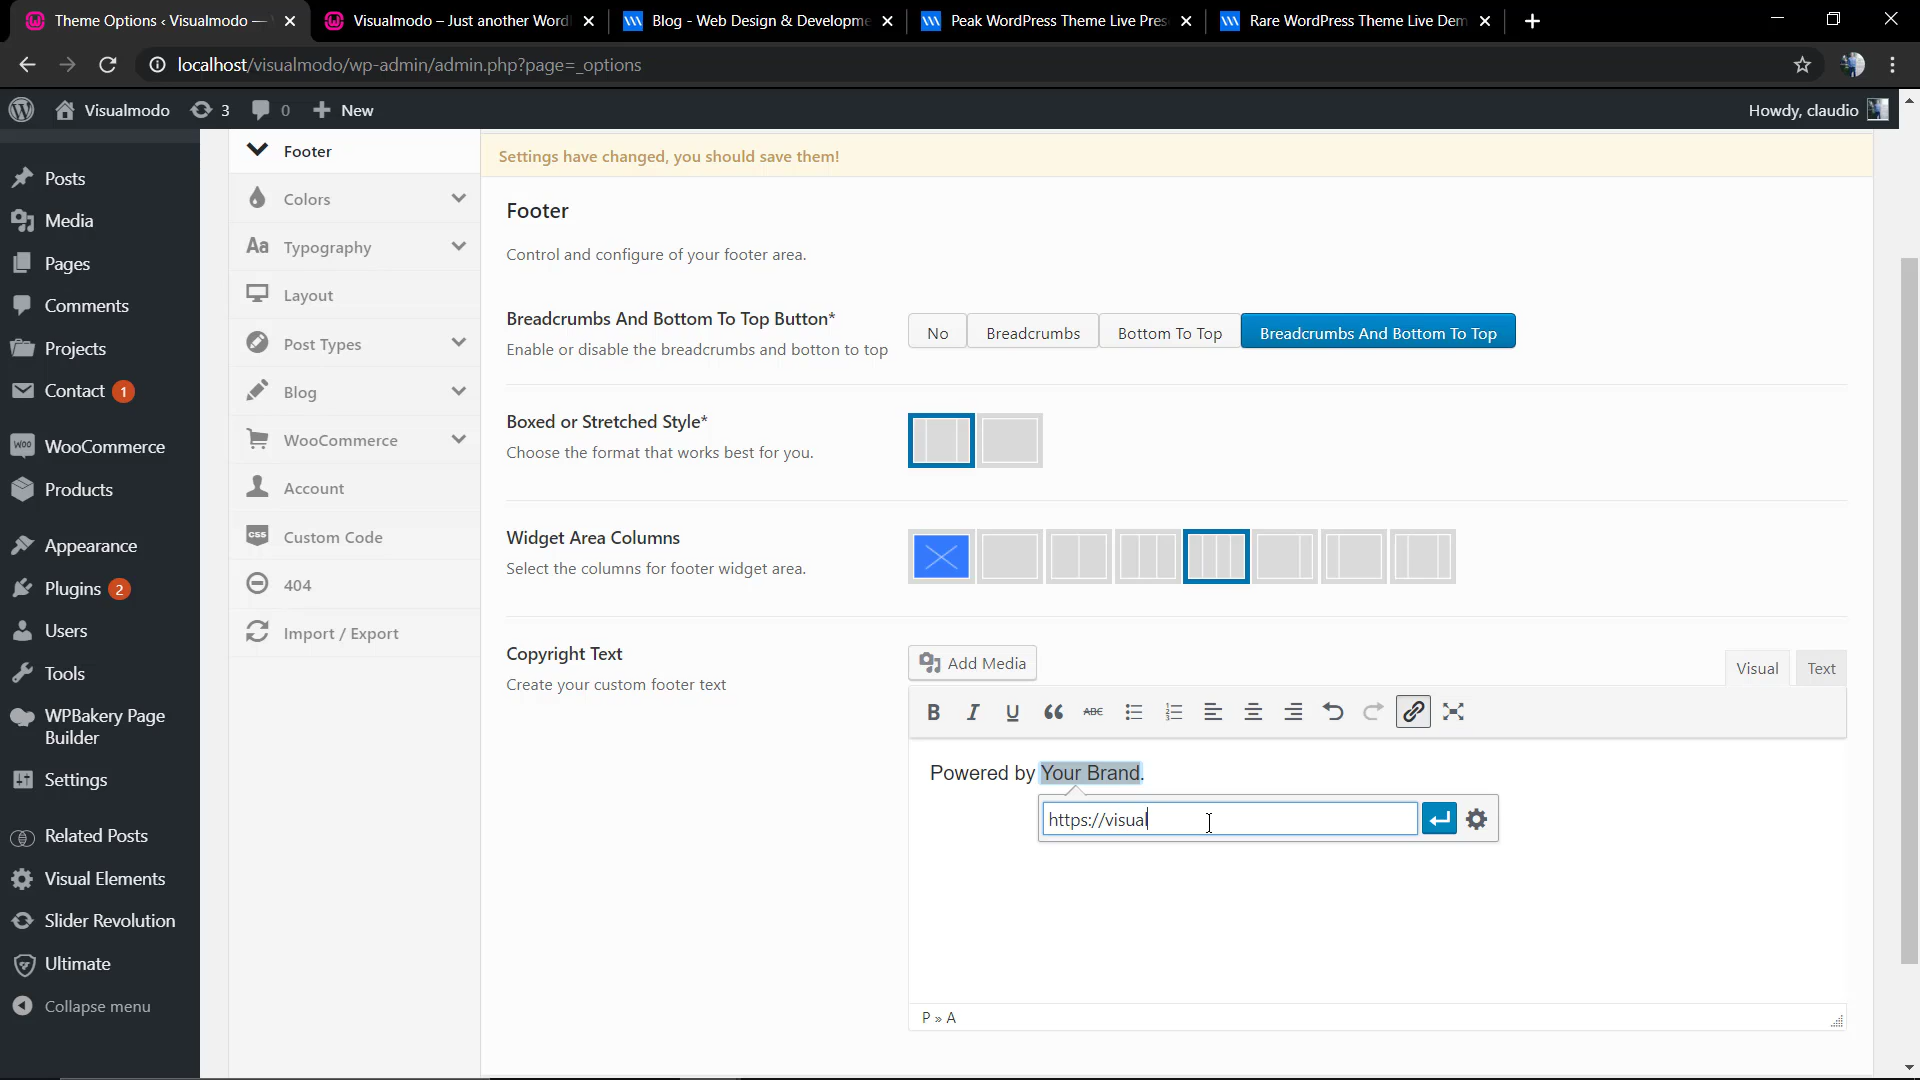 Theme Options ‹ Visualmodo —
Visualmodo – Just another Word
Blog - Web Design & Developme
Peak WordPress Theme Live Pres
Rare WordPress Theme Live Dem
localhost/visualmodo/wp-admin/admin.php?page=_options
Visualmodo
3
0
New
Howdy, claudio
Posts
Media
Pages
Comments
Projects
Contact 1
WooCommerce
Products
Appearance
Plugins 2
Users
Tools
WPBakery Page
Builder
Settings
Related Posts
Visual Elements
Slider Revolution
Ultimate
Collapse menu
Footer
Colors
Aa Typography
Layout
Post Types
Blog
WooCommerce
Account
CSS Custom Code
404
Import / Export
Settings have changed, you should save them!
Footer
Control and configure of your footer area.
Breadcrumbs And Bottom To Top Button*
Enable or disable the breadcrumbs and botton to top
No
Breadcrumbs
Bottom To Top
Breadcrumbs And Bottom To Top
Boxed or Stretched Style*
Choose the format that works best for you.
Widget Area Columns
Select the columns for footer widget area.
Copyright Text
Create your custom footer text
Add Media
Visual
Text
B I U ABC
Powered by Your Brand.
https://visual
P » A